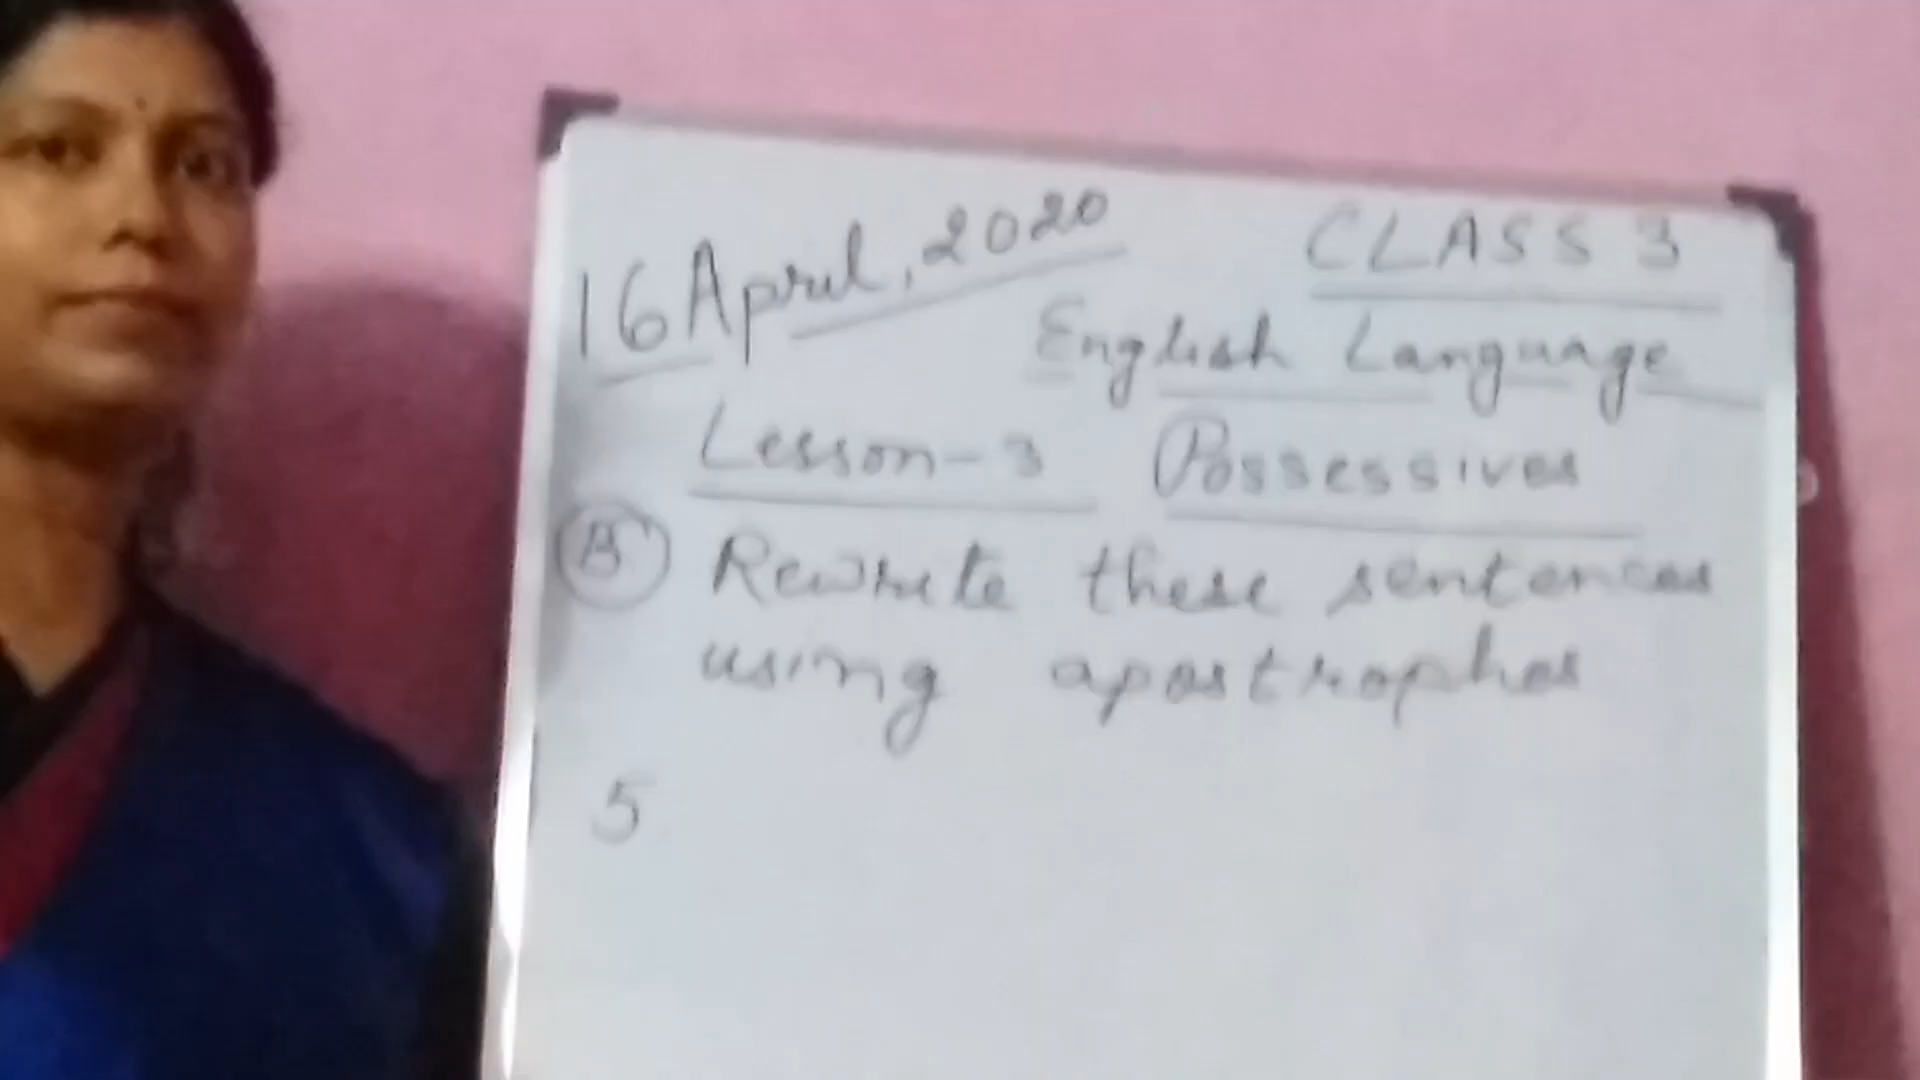 16 April, 2020
CLASS 3
English Language
Lesson-3 Possessives
B Rewrite these sentences
using apostrophes
5